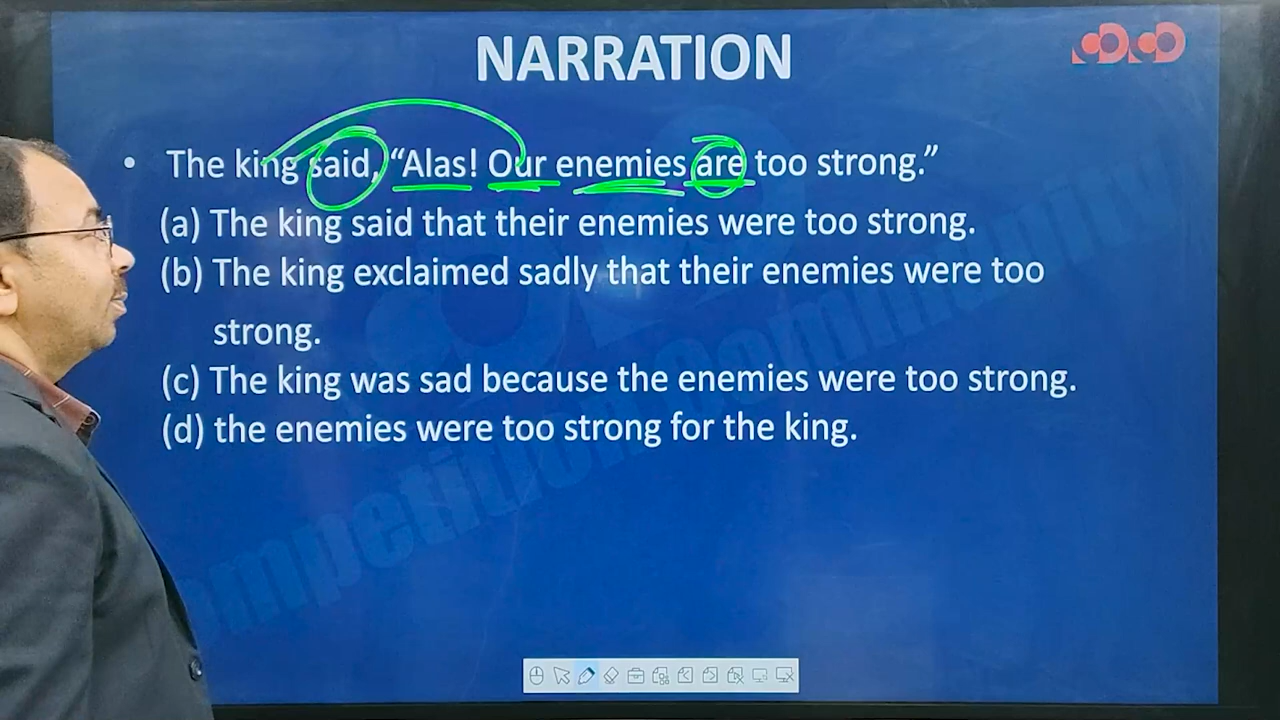 NARRATION
• The king said, “Alas! Our enemies are too strong.”
(a) The king said that their enemies were too strong.
(b) The king exclaimed sadly that their enemies were too
strong.
(c) The king was sad because the enemies were too strong.
(d) the enemies were too strong for the king.